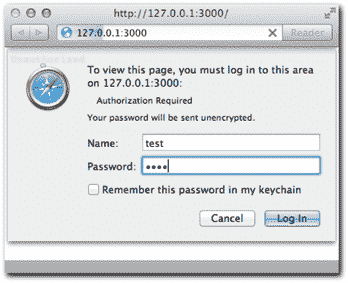 http://127.0.0.1:3000/
127.0.0.1:3000
Reader
To view this page, you must log in to this area
on 127.0.0.1:3000:
Authorization Required
Your password will be sent unencrypted.
Name: test
Password: ••••
Remember this password in my keychain
Cancel
Log In